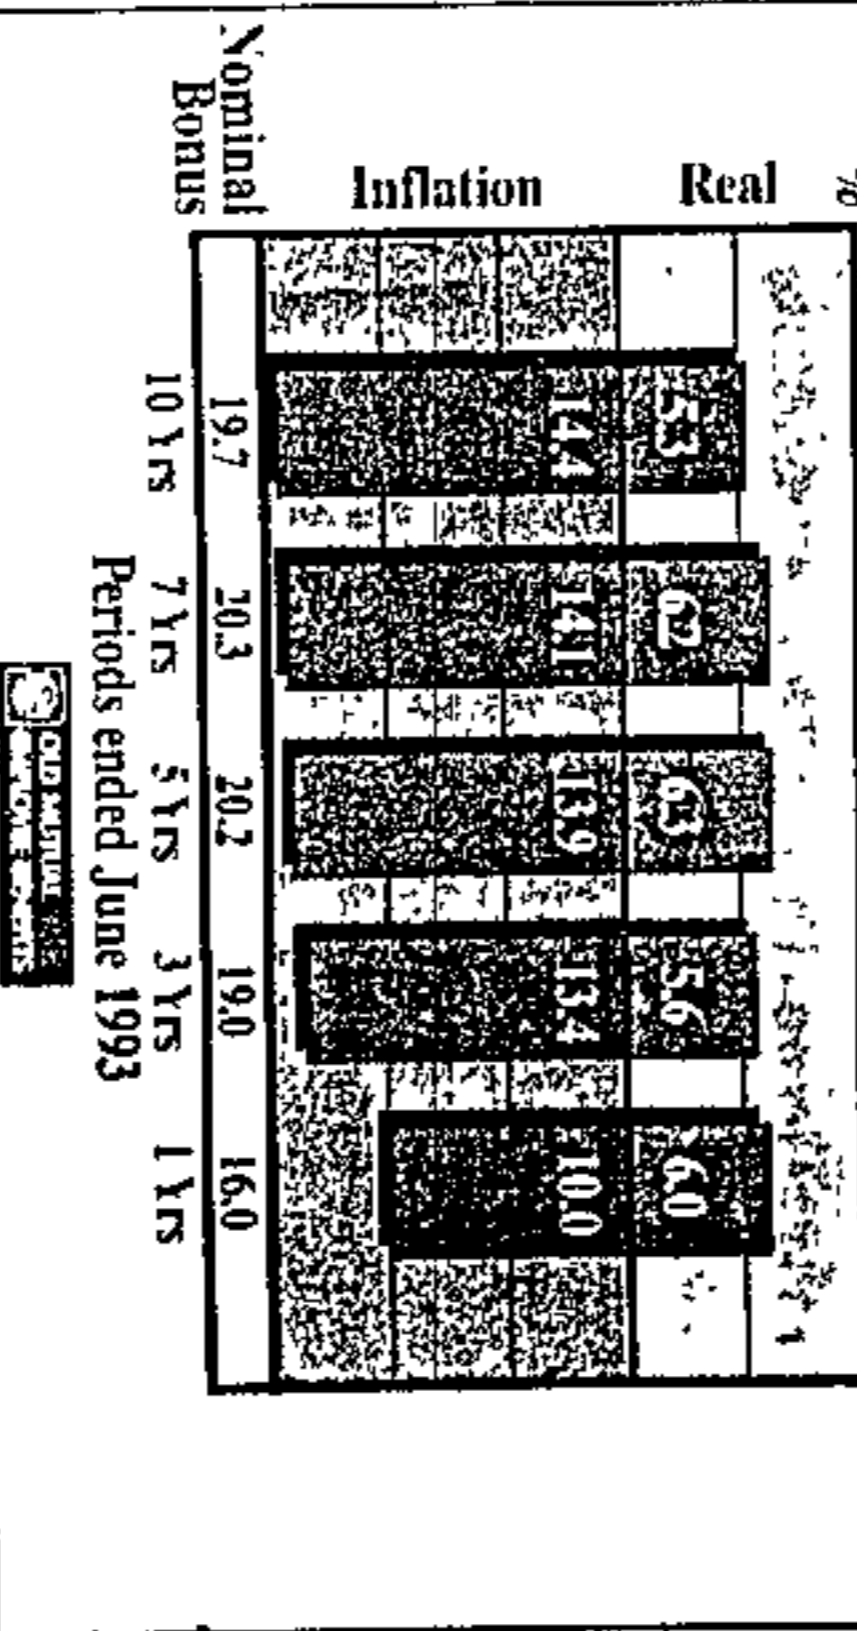 %
Real
5.3 6.2 6.3 5.6 6.0
Inflation
14.4 14.1 13.9 13.4 10.0
Nominal
Bonus
19.7 20.3 20.2 19.0 16.0
10 Yrs 7 Yrs 5 Yrs 3 Yrs 1 Yrs
Periods ended June 1993
OLD MUTUAL